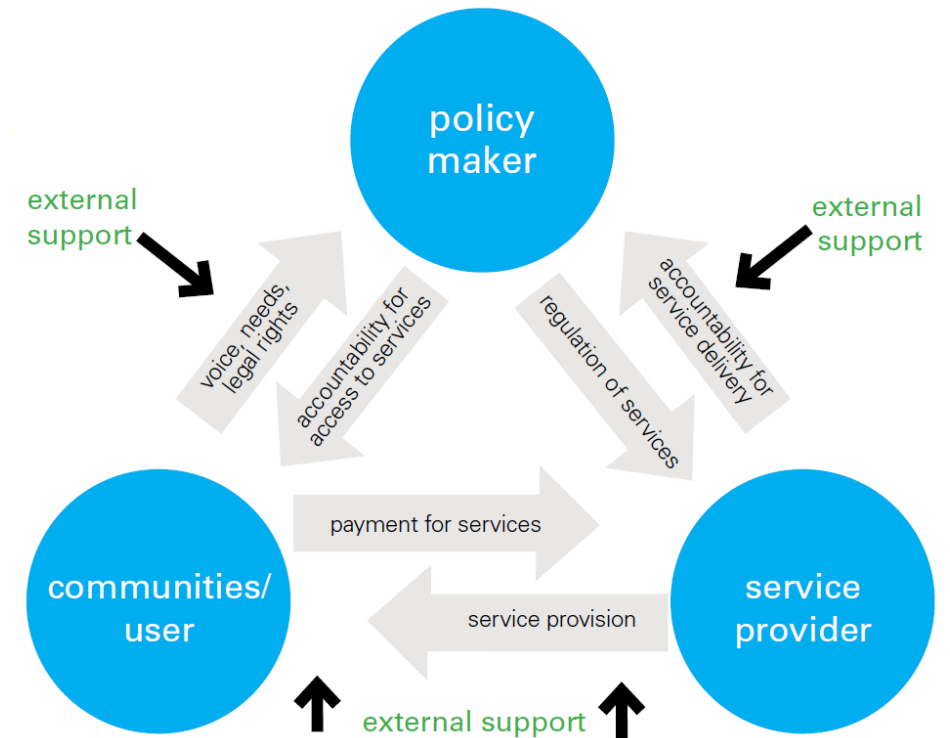 policy
maker
external
support
external
support
voice, needs,
legal rights
accountability for
access to services
regulation of services
accountability for
service delivery
payment for services
communities/
user
service provision
service
provider
external support